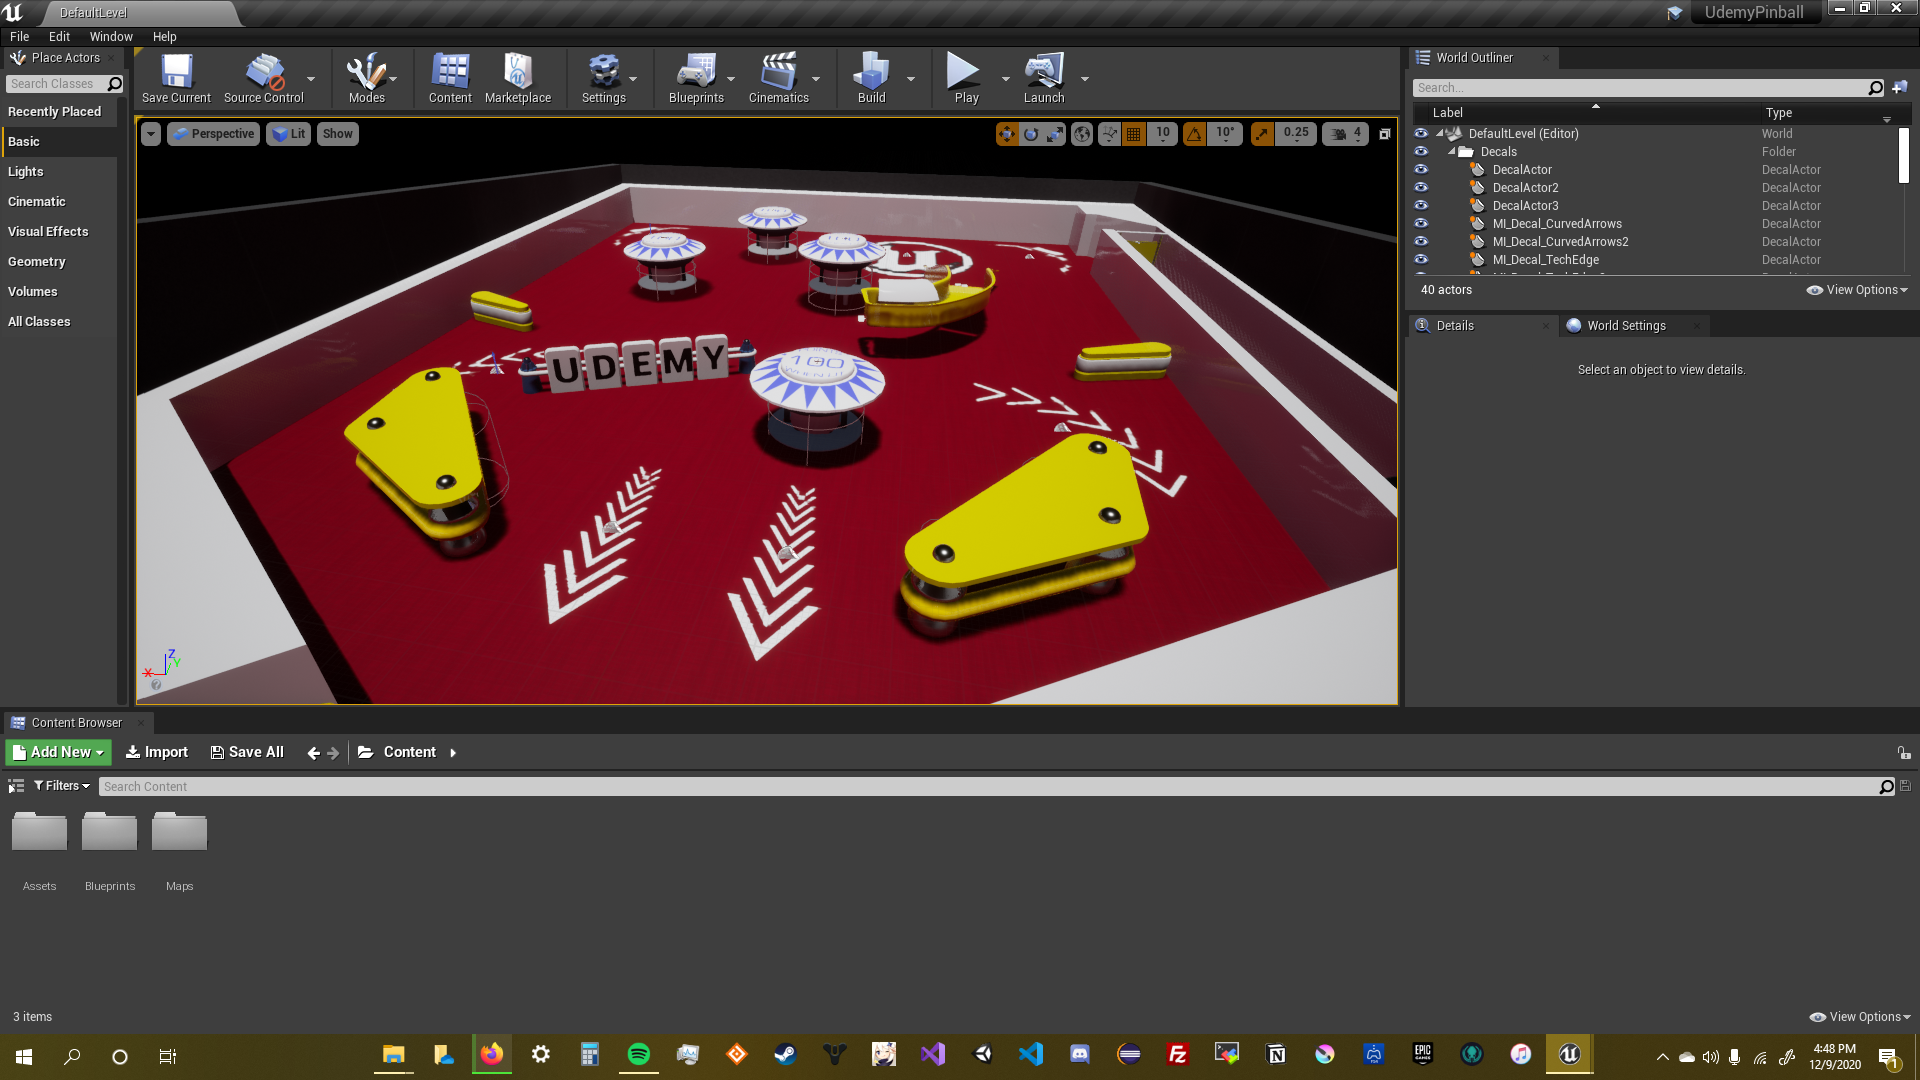 DefaultLevel
UdemyPinball
File Edit Window Help
Place Actors
Search Classes
Recently Placed
Basic
Lights
Cinematic
Visual Effects
Geometry
Volumes
All Classes
Save Current
Source Control
Modes
Content
Marketplace
Settings
Blueprints
Cinematics
Build
Play
Launch
Perspective
Lit
Show
10
10°
0.25
4
UDEMY
100
X
Z
Y
World Outliner
Search...
Label Type
DefaultLevel (Editor) World
Decals Folder
DecalActor DecalActor
DecalActor2 DecalActor
DecalActor3 DecalActor
MI_Decal_CurvedArrows DecalActor
MI_Decal_CurvedArrows2 DecalActor
MI_Decal_TechEdge DecalActor
40 actors
View Options
Details
World Settings
Select an object to view details.
Content Browser
Add New
Import
Save All
Content
Filters
Search Content
Assets
Blueprints
Maps
3 items
View Options
EPIC
GAMES
4:48 PM
12/9/2020
1